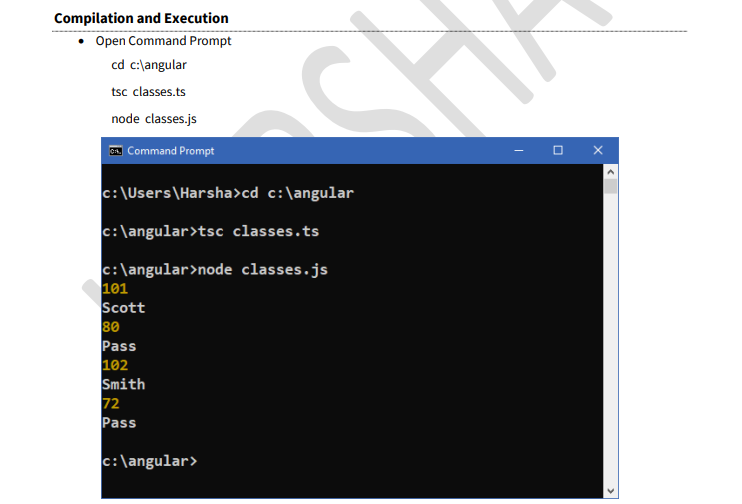 Compilation and Execution
• Open Command Prompt
cd c:\angular
tsc classes.ts
node classes.js
Command Prompt
c:\Users\Harsha>cd c:\angular
c:\angular>tsc classes.ts
c:\angular>node classes.js
101
Scott
80
Pass
102
Smith
72
Pass
c:\angular>